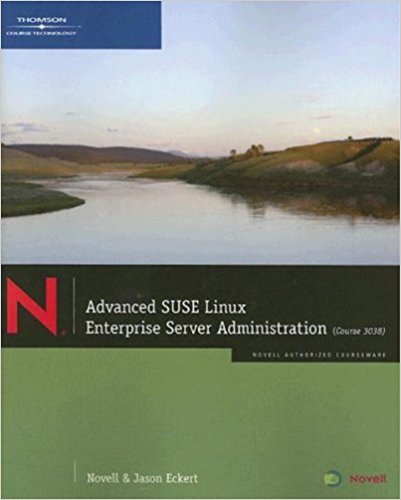 THOMSON
COURSE TECHNOLOGY
N
Advanced SUSE Linux
Enterprise Server Administration (Course 3038)
NOVELL AUTHORIZED COURSEWARE
Novell & Jason Eckert
Novell.